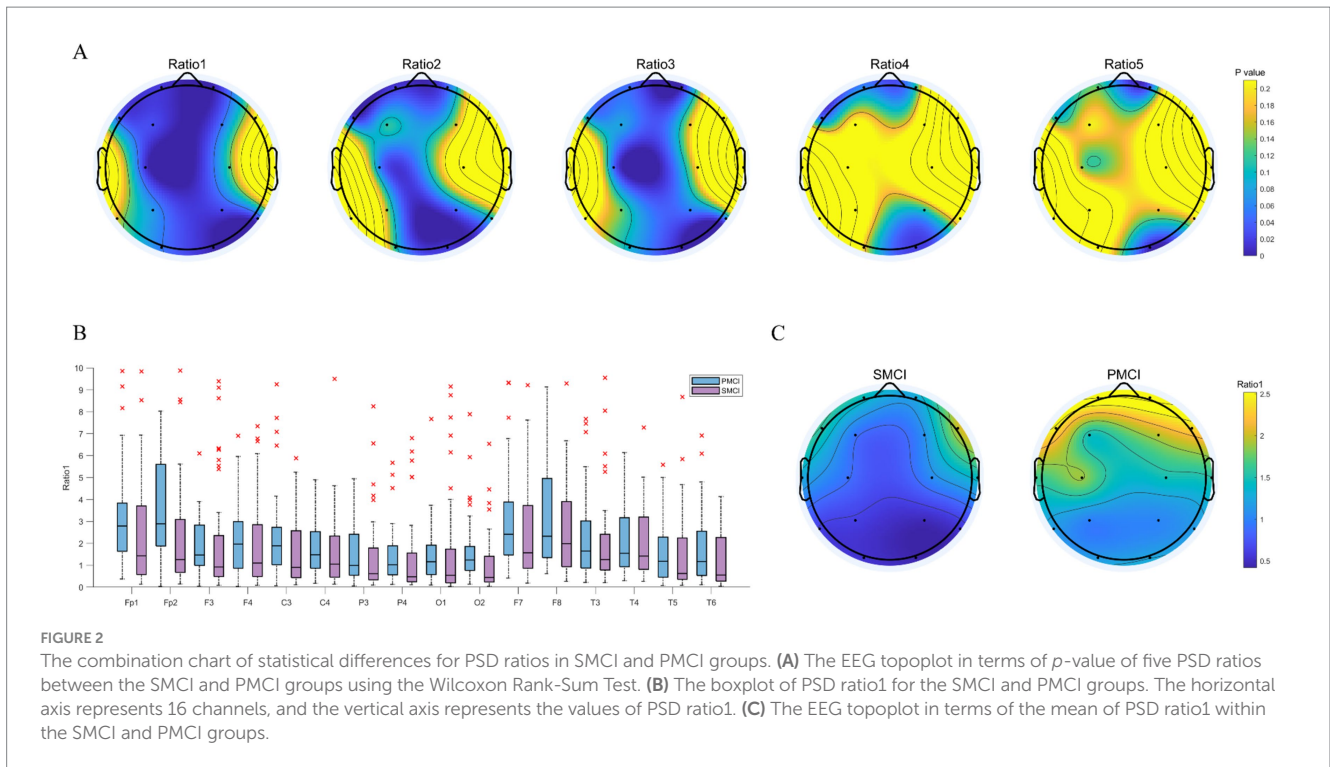 A
Ratio1 Ratio2 Ratio3 Ratio4 Ratio5
P value
0.2
0.18
0.16
0.14
0.12
0.1
0.08
0.06
0.04
0.02
0
B
10
9
8
7
6
5
4
3
2
1
0
Ratio1
PMCI
SMCI
Fp1 Fp2 F3 F4 C3 C4 P3 P4 O1 O2 F7 F8 T3 T4 T5 T6
C
SMCI PMCI
Ratio1
2.5
2
1.5
1
0.5
FIGURE 2
The combination chart of statistical differences for PSD ratios in SMCI and PMCI groups. (A) The EEG topoplot in terms of p-value of five PSD ratios
between the SMCI and PMCI groups using the Wilcoxon Rank-Sum Test. (B) The boxplot of PSD ratio1 for the SMCI and PMCI groups. The horizontal
axis represents 16 channels, and the vertical axis represents the values of PSD ratio1. (C) The EEG topoplot in terms of the mean of PSD ratio1 within
the SMCI and PMCI groups.